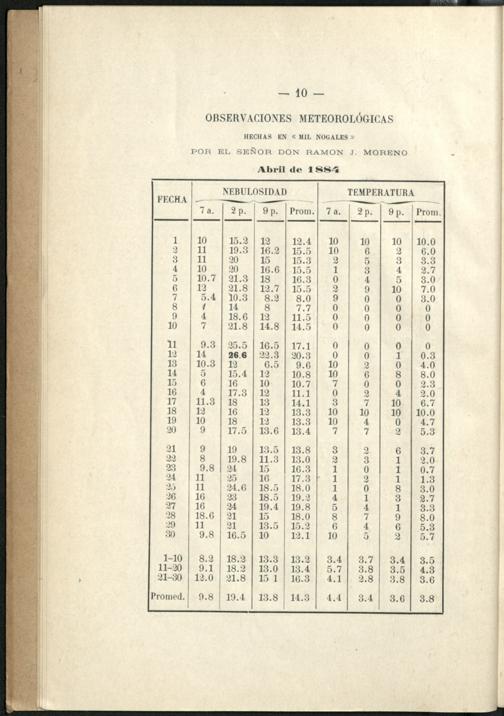 — 10 —
OBSERVACIONES METEOROLÓGICAS
HECHAS EN « MIL NOGALES »
POR EL SEÑOR DON RAMON J. MORENO
Abril de 1884
FECHA NEBULOSIDAD TEMPERATURA
7 a. 2 p. 9 p. Prom. 7 a. 2 p. 9 p. Prom.
1 10 15.2 12 12.4 10 10 10 10.0
2 11 19.3 16.2 15.5 10 6 2 6.0
3 11 20 15 15.3 2 5 3 3.3
4 10 20 16.6 15.5 1 3 4 2.7
5 10.7 21.3 18 16.3 0 4 5 3.0
6 12 21.8 12.7 15.5 2 9 10 7.0
7 5.4 10.3 8.2 8.0 9 0 0 3.0
8 14 8 7.7 0 0 0 0
9 4 18.6 12 11.5 0 0 0 0
10 7 21.8 14.8 14.5 0 0 0 0
11 9.3 25.5 16.5 17.1 0 0 0 0
12 14 26.6 22.3 20.3 0 0 1 0.3
13 10.3 12 6.5 9.6 10 2 0 4.0
14 5 15.4 12 10.8 10 6 8 8.0
15 6 16 10 10.7 7 0 0 2.3
16 4 17.3 12 11.1 0 2 4 2.0
17 11.3 18 13 14.1 3 7 10 6.7
18 12 16 12 13.3 10 10 10 10.0
19 10 18 12 13.3 10 4 0 4.7
20 9 17.5 13.6 13.4 7 7 2 5.3
21 9 19 13.5 13.8 3 2 6 3.7
22 8 19.8 11.3 13.0 2 3 1 2.0
23 9.8 24 15 16.3 1 0 1 0.7
24 11 25 16 17.3 1 2 1 1.3
25 11 24.6 18.5 18.0 1 0 8 3.0
26 16 23 18.5 19.2 4 1 3 2.7
27 16 24 19.4 19.8 5 4 1 3.3
28 18.6 21 15 18.0 8 7 9 8.0
29 11 21 13.5 15.2 6 4 6 5.3
30 9.8 16.5 10 12.1 10 5 2 5.7
1-10 8.2 18.2 13.3 13.2 3.4 3.7 3.4 3.5
11-20 9.1 18.2 13.0 13.4 5.7 3.8 3.5 4.3
21-30 12.0 21.8 15 1 16.3 4.1 2.8 3.8 3.6
Promed. 9.8 19.4 13.8 14.3 4.4 3.4 3.6 3.8